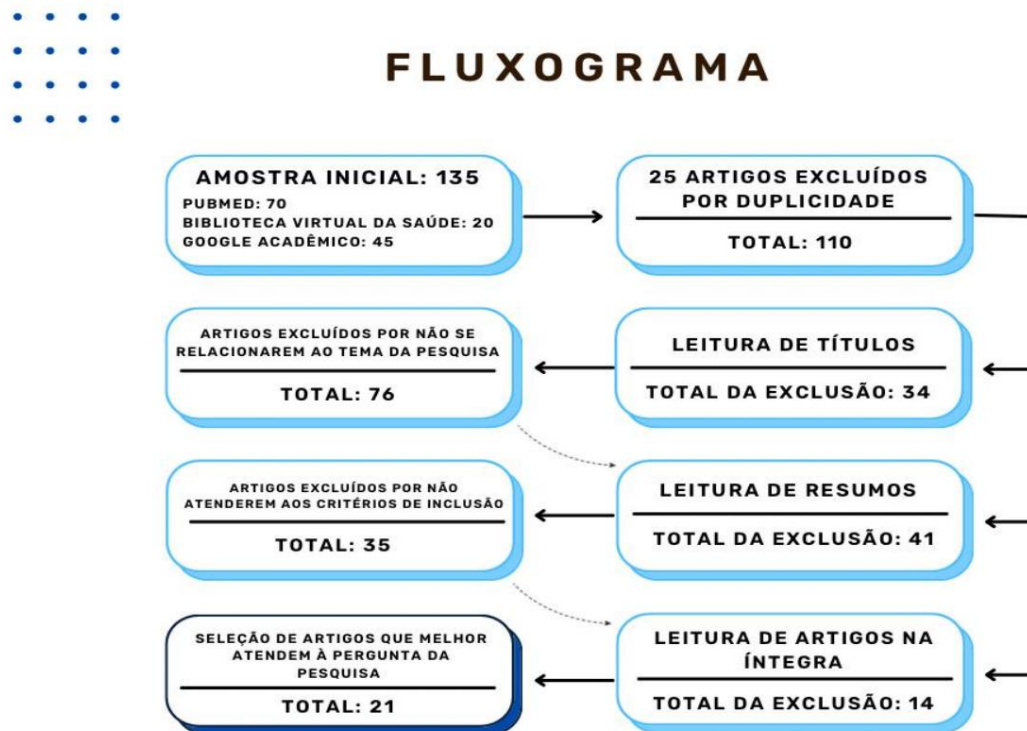 FLUXOGRAMA
AMOSTRA INICIAL: 135
PUBMED: 70
BIBLIOTECA VIRTUAL DA SAÚDE: 20
GOOGLE ACADÊMICO: 45
25 ARTIGOS EXCLUÍDOS
POR DUPLICIDADE
TOTAL: 110
ARTIGOS EXCLUÍDOS POR NÃO SE
RELACIONAREM AO TEMA DA PESQUISA
TOTAL: 76
LEITURA DE TÍTULOS
TOTAL DA EXCLUSÃO: 34
ARTIGOS EXCLUÍDOS POR NÃO
ATENDEREM AOS CRITÉRIOS DE INCLUSÃO
TOTAL: 35
LEITURA DE RESUMOS
TOTAL DA EXCLUSÃO: 41
SELEÇÃO DE ARTIGOS QUE MELHOR
ATENDEM À PERGUNTA DA
PESQUISA
TOTAL: 21
LEITURA DE ARTIGOS NA
ÍNTEGRA
TOTAL DA EXCLUSÃO: 14